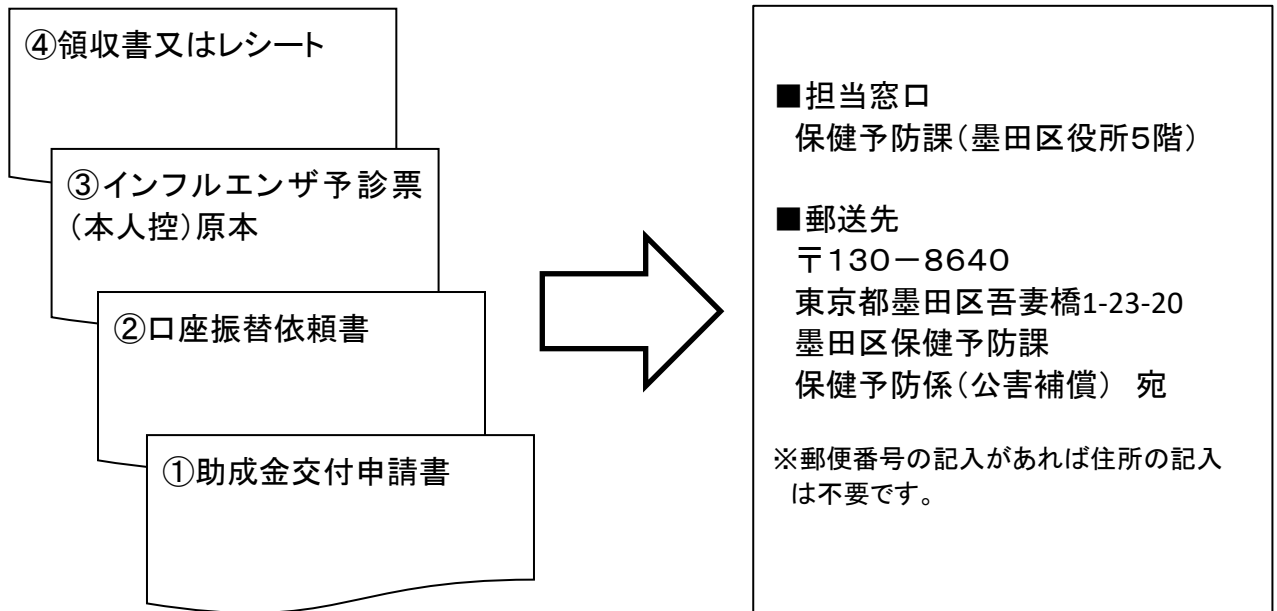 ④領収書又はレシート
③インフルエンザ予診票
(本人控)原本
②口座振替依頼書
①助成金交付申請書
■担当窓口
保健予防課(墨田区役所5階)
■郵送先
〒130-8640
東京都墨田区吾妻橋1-23-20
墨田区保健予防課
保健予防係(公害補償) 宛
※郵便番号の記入があれば住所の記入
は不要です。